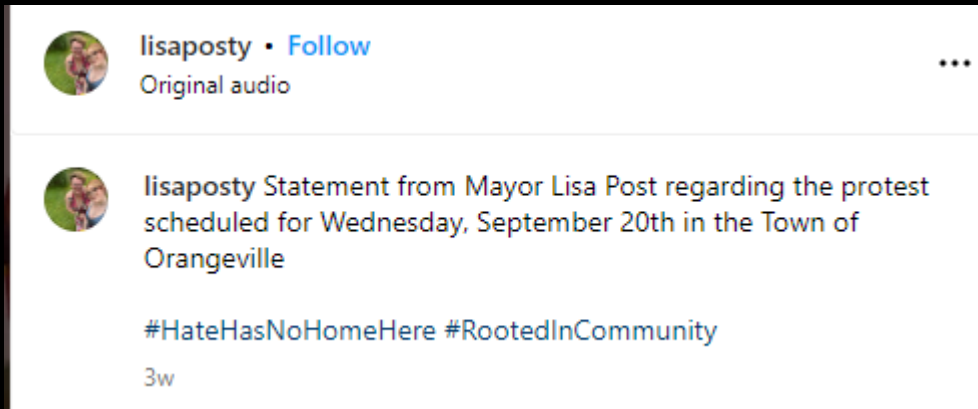 lisaposty • Follow
Original audio
lisaposty Statement from Mayor Lisa Post regarding the protest
scheduled for Wednesday, September 20th in the Town of
Orangeville
#HateHasNoHomeHere #RootedInCommunity
3w